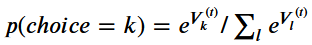 p(choice = k) = e^{V_k^{(t)}} / ∑_l e^{V_l^{(t)}}